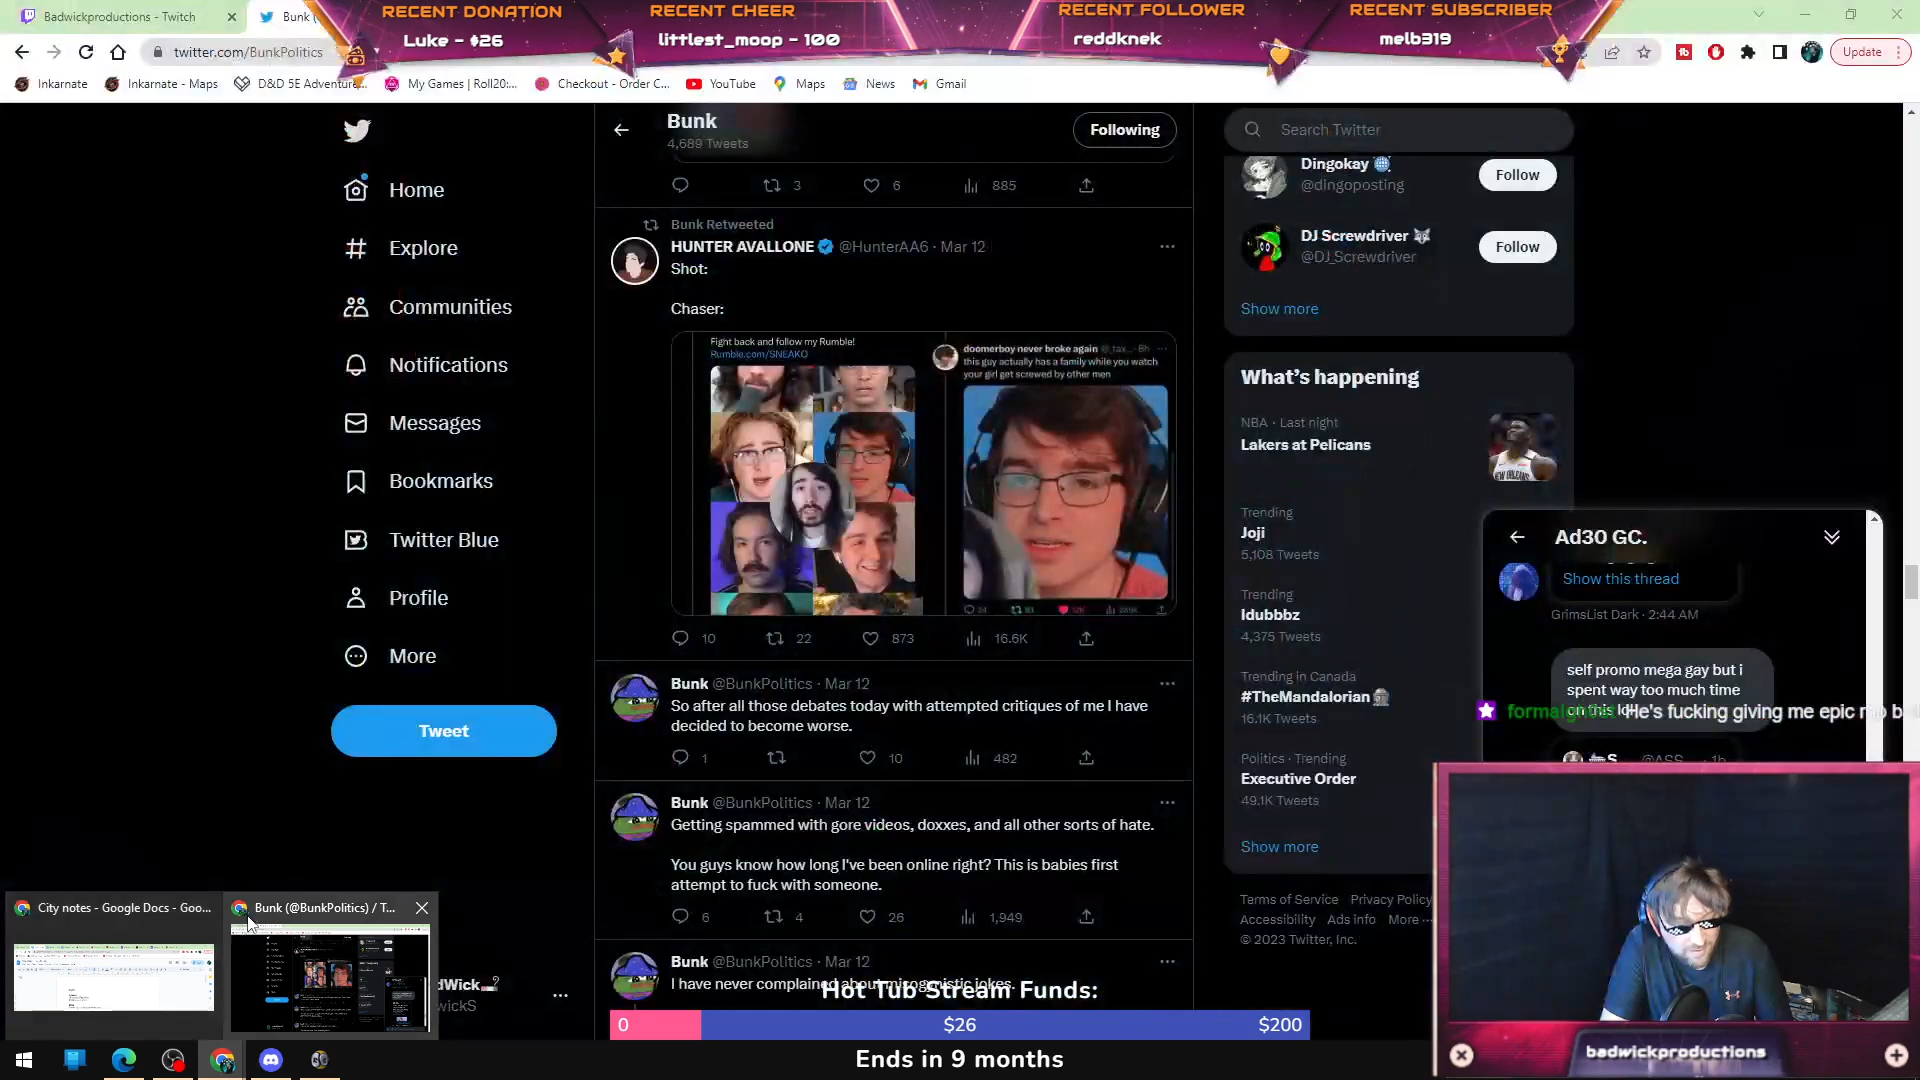 RECENT DONATION
Luke - $26
RECENT CHEER
littlest_moop - 100
RECENT FOLLOWER
reddknek
RECENT SUBSCRIBER
melb319
Badwickproductions - Twitch
Bunk (
twitter.com/BunkPolitics
Update
Inkarnate
Inkarnate - Maps
D&D 5E Adventure...
My Games | Roll20:...
Checkout - Order C...
YouTube
Maps
News
Gmail
Home
Explore
Communities
Notifications
Messages
Bookmarks
Twitter Blue
Profile
More
Tweet
Bunk
4,689 Tweets
Following
3
6
885
Bunk Retweeted
HUNTER AVALLONE @HunterAA6 · Mar 12
Shot:
Chaser:
Fight back and follow my Rumble!
Rumble.com/SNEAKO
doomerboy never broke again
this guy actually has a family while you watch
your girl get screwed by other men
10
22
873
16.6K
Bunk @BunkPolitics · Mar 12
So after all those debates today with attempted critiques of me I have
decided to become worse.
1
10
482
Bunk @BunkPolitics · Mar 12
Getting spammed with gore videos, doxxes, and all other sorts of hate.
You guys know how long I've been online right? This is babies first
attempt to fuck with someone.
6
4
26
1,949
Bunk @BunkPolitics · Mar 12
I have never complained about misogynistic jokes.
Search Twitter
Dingokay
@dingoposting
Follow
DJ Screwdriver
@DJ_Screwdriver
Follow
Show more
What's happening
NBA · Last night
Lakers at Pelicans
Trending
Joji
5,108 Tweets
Trending
Idubbbz
4,375 Tweets
Trending in Canada
#TheMandalorian
16.1K Tweets
Politics · Trending
Executive Order
49.1K Tweets
Show more
Terms of Service Privacy Policy
Accessibility Ads info More
© 2023 Twitter, Inc.
Ad30 GC.
Show this thread
GrimsList Dark · 2:44 AM
self promo mega gay but i
spent way too much time
on this lol
He's fucking giving me epic
City notes - Google Docs - Goo...
Bunk (@BunkPolitics) / T...
dWick
wickS
Hot Tub Stream Funds:
0
$26
$200
Ends in 9 months
badwickproductions